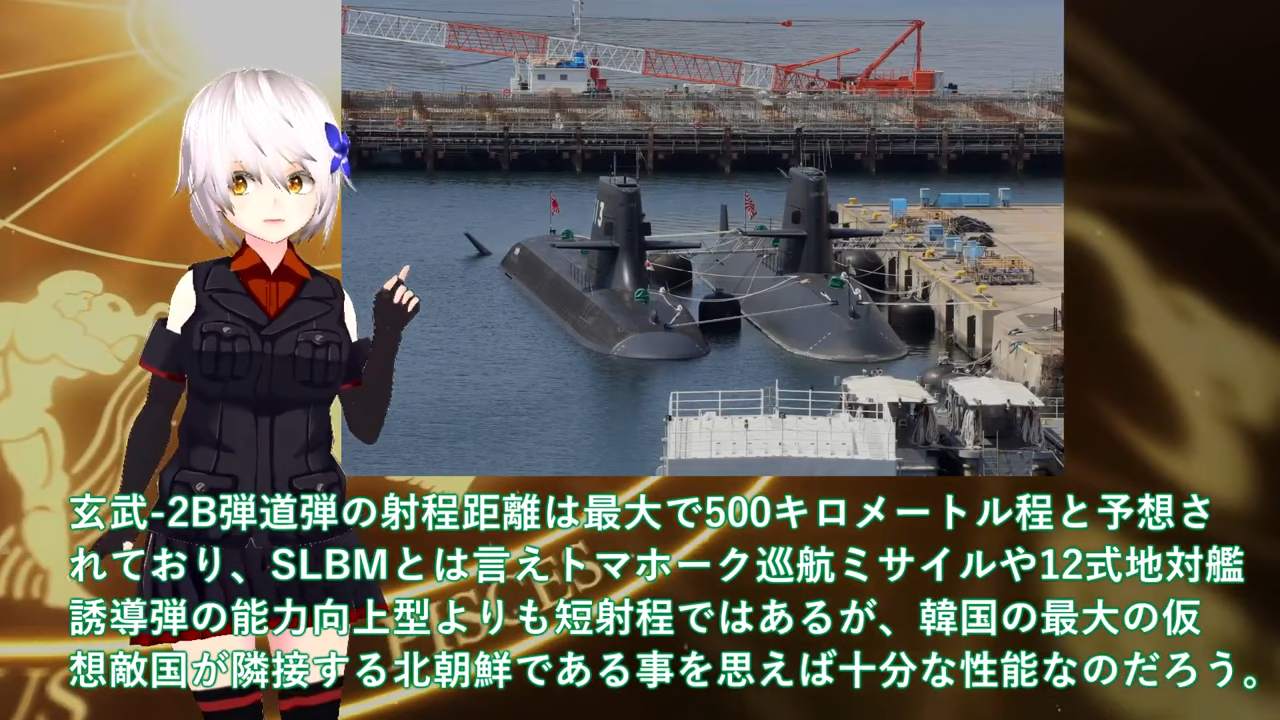 玄武-2B弾道弾の射程距離は最大で500キロメートル程と予想さ
れており、SLBMとは言えトマホーク巡航ミサイルや12式地対艦
誘導弾の能力向上型よりも短射程ではあるが、韓国の最大の仮
想敵国が隣接する北朝鮮である事を思えば十分な性能なのだろう。
PISCES